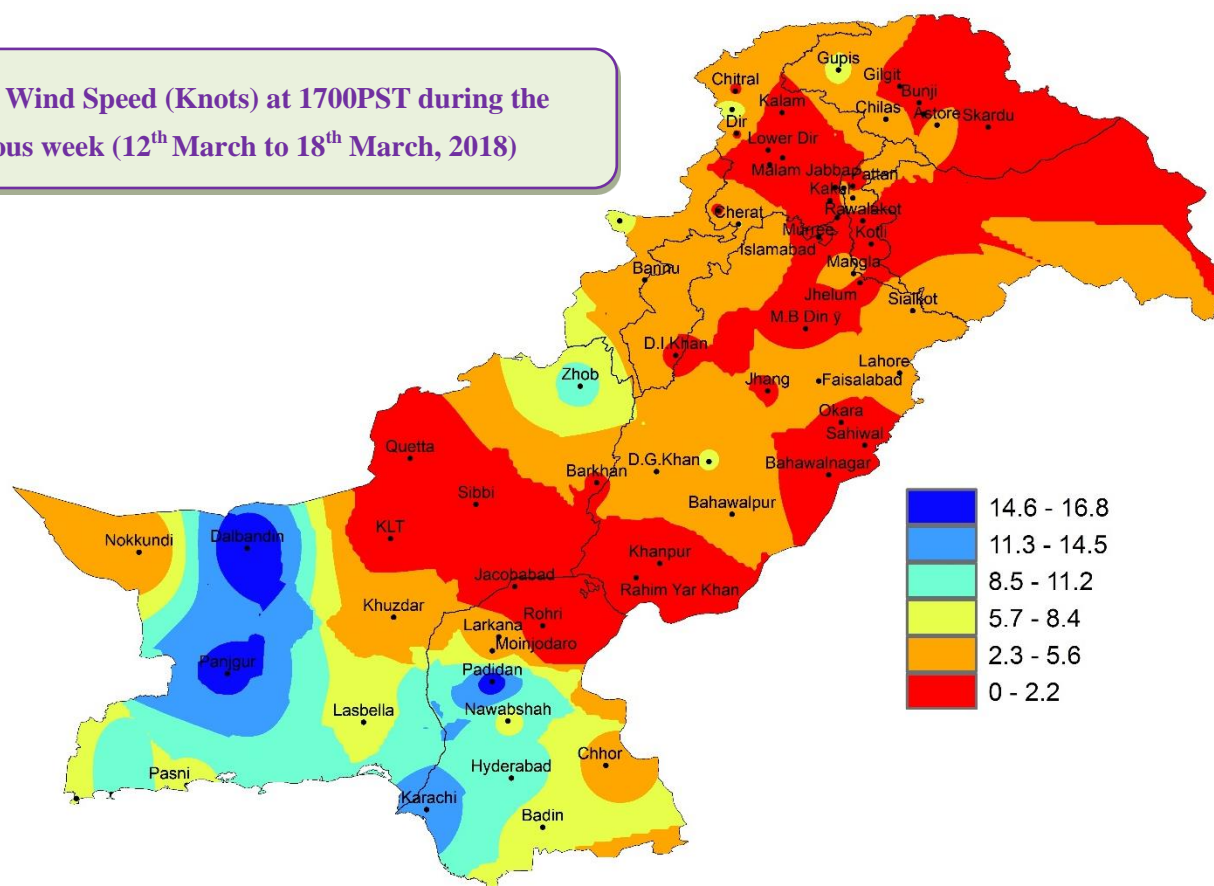 Wind Speed (Knots) at 1700PST during the
ous week (12th March to 18th March, 2018)
Gupis
Gilgit
Chitral
Bunji
Kalam
Chilas
Astore
Skardu
Dir
Lower Dir
Malam Jabba
Pattan
Kakul
Cherat
Rawalakot
Murree
Kotli
Islamabad
Mangla
Bannu
Jhelum
Sialkot
M.B Din ÿ
D.I.Khan
Lahore
Zhob
Jhang
Faisalabad
Okara
Quetta
Sahiwal
D.G.Khan
Barkhan
Bahawalnagar
Sibbi
Bahawalpur
Nokkundi
Dalbandin
KLT
Khanpur
Jacobabad
Rahim Yar Khan
Khuzdar
Rohri
Larkana
Moinjodaro
Panjgur
Padidan
Lasbella
Nawabshah
Chhor
Pasni
Hyderabad
Karachi
Badin
14.6 - 16.8
11.3 - 14.5
8.5 - 11.2
5.7 - 8.4
2.3 - 5.6
0 - 2.2